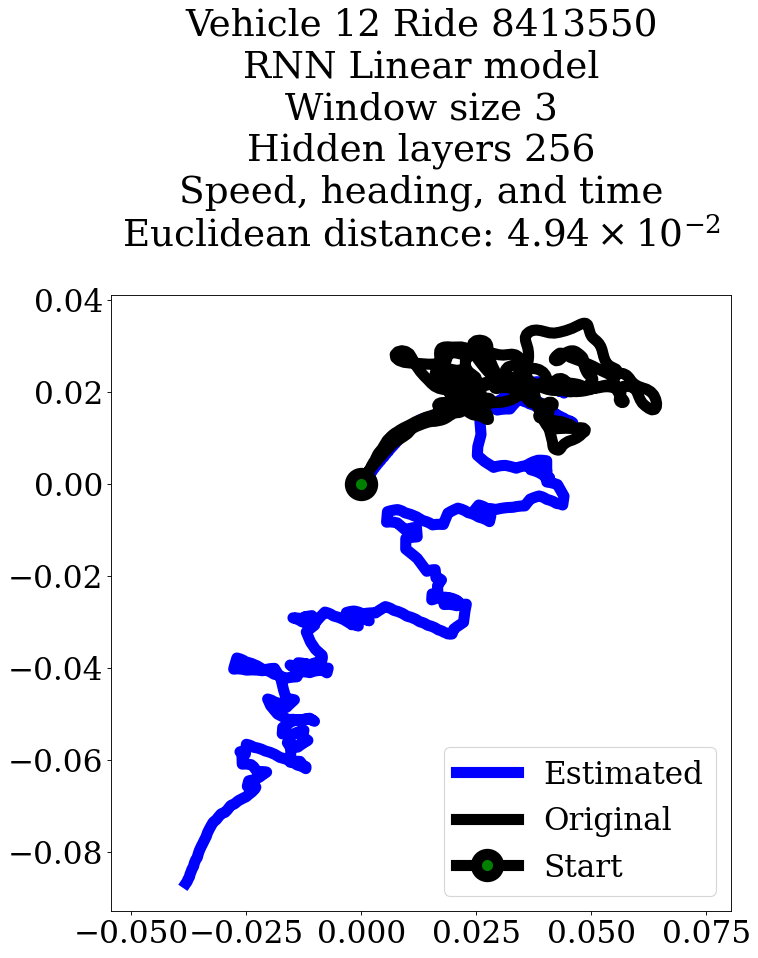 Vehicle 12 Ride 8413550
RNN Linear model
Window size 3
Hidden layers 256
Speed, heading, and time
Euclidean distance: 4.94 × 10⁻²
0.04
0.02
0.00
−0.02
−0.04
−0.06
−0.08
Estimated
Original
Start
−0.050 −0.025 0.000 0.025 0.050 0.075